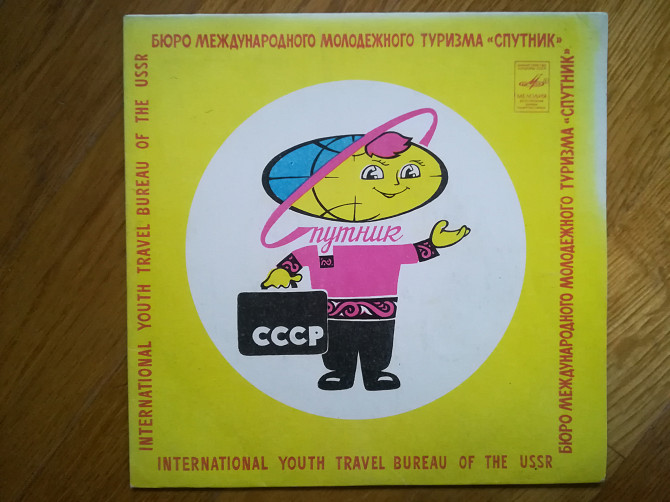 БЮРО МЕЖДУНАРОДНОГО МОЛОДЕЖНОГО ТУРИЗМА «СПУТНИК»
INTERNATIONAL YOUTH TRAVEL BUREAU OF THE USSR
МЕЛОДИЯ
Спутник
СССР
БЮРО МЕЖДУНАРОДНОГО МОЛОДЕЖНОГО ТУРИЗМА «СПУТНИК»
INTERNATIONAL YOUTH TRAVEL BUREAU OF THE USSR